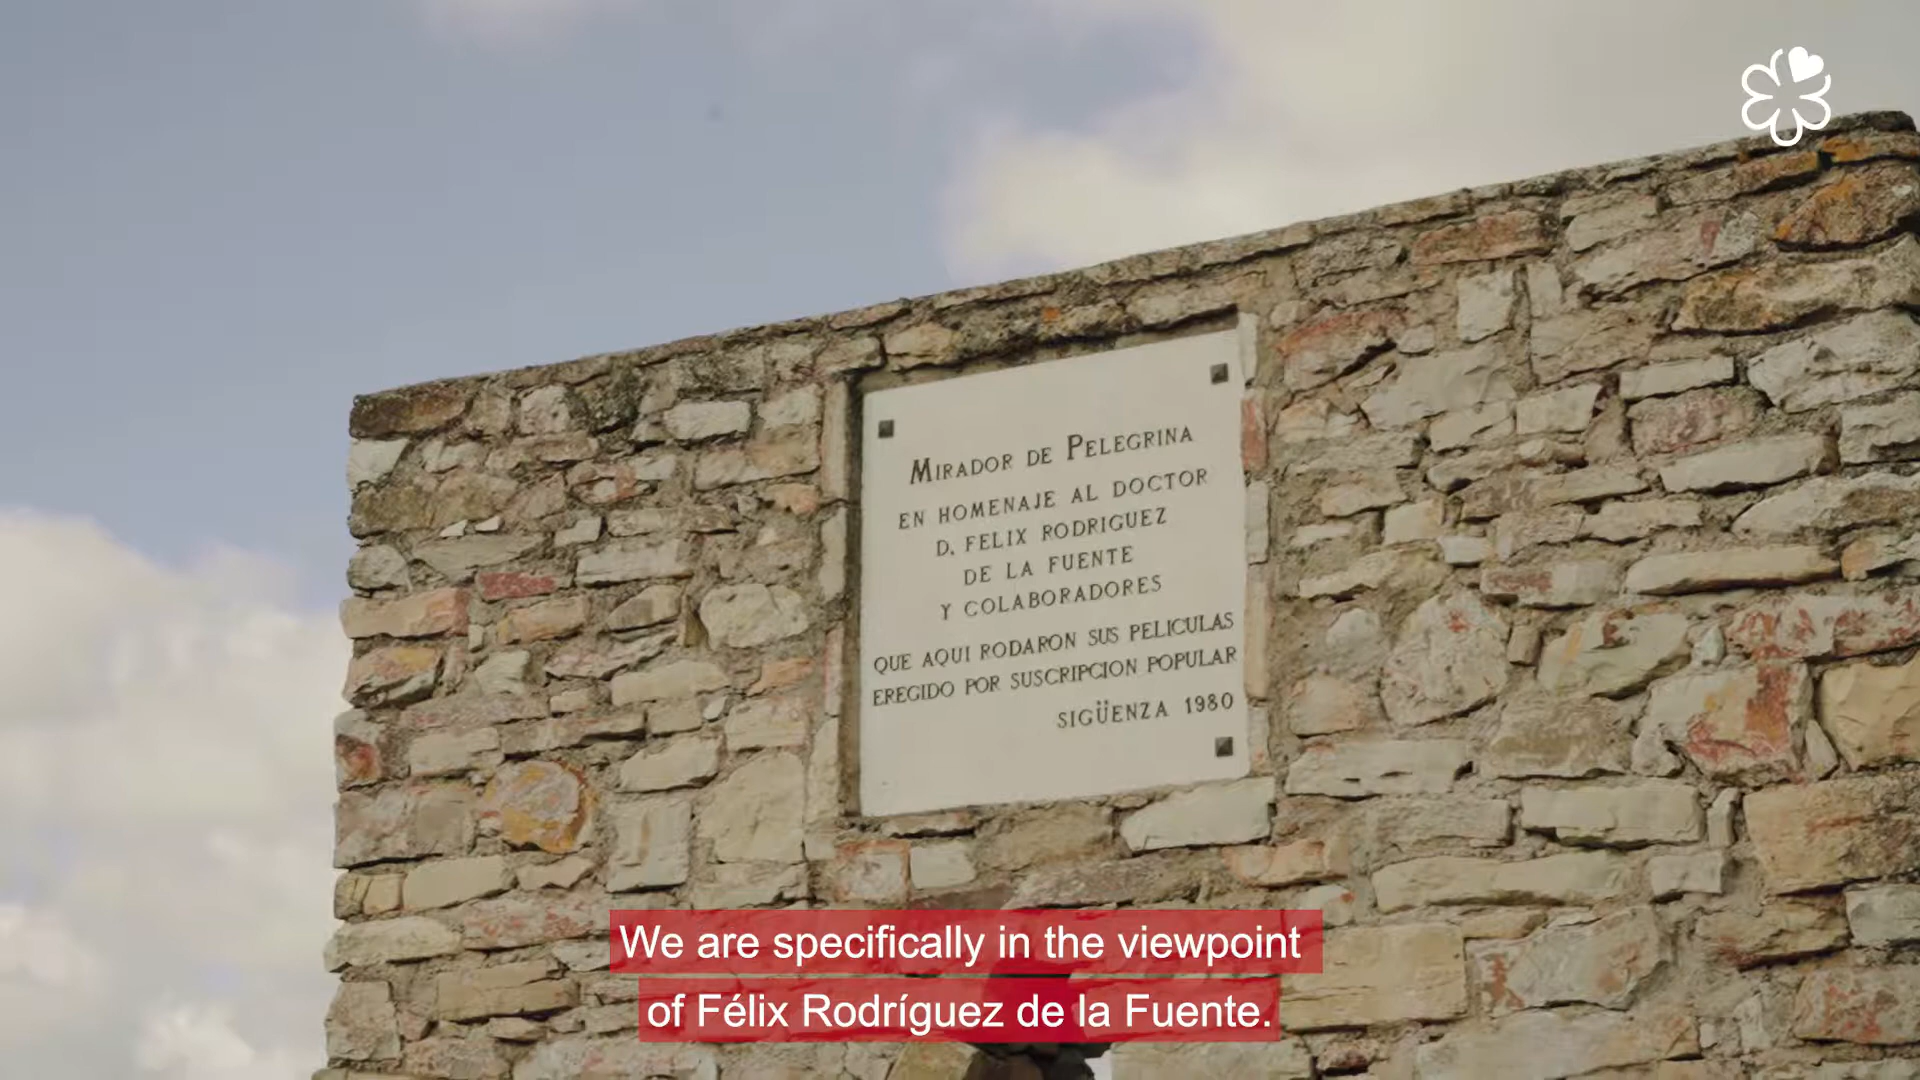 MIRADOR DE PELEGRINA
EN HOMENAJE AL DOCTOR
D. FELIX RODRIGUEZ
DE LA FUENTE
Y COLABORADORES
QUE AQUI RODARON SUS PELICULAS
EREGIDO POR SUSCRIPCION POPULAR
SIGÜENZA 1980
We are specifically in the viewpoint
of Félix Rodríguez de la Fuente.